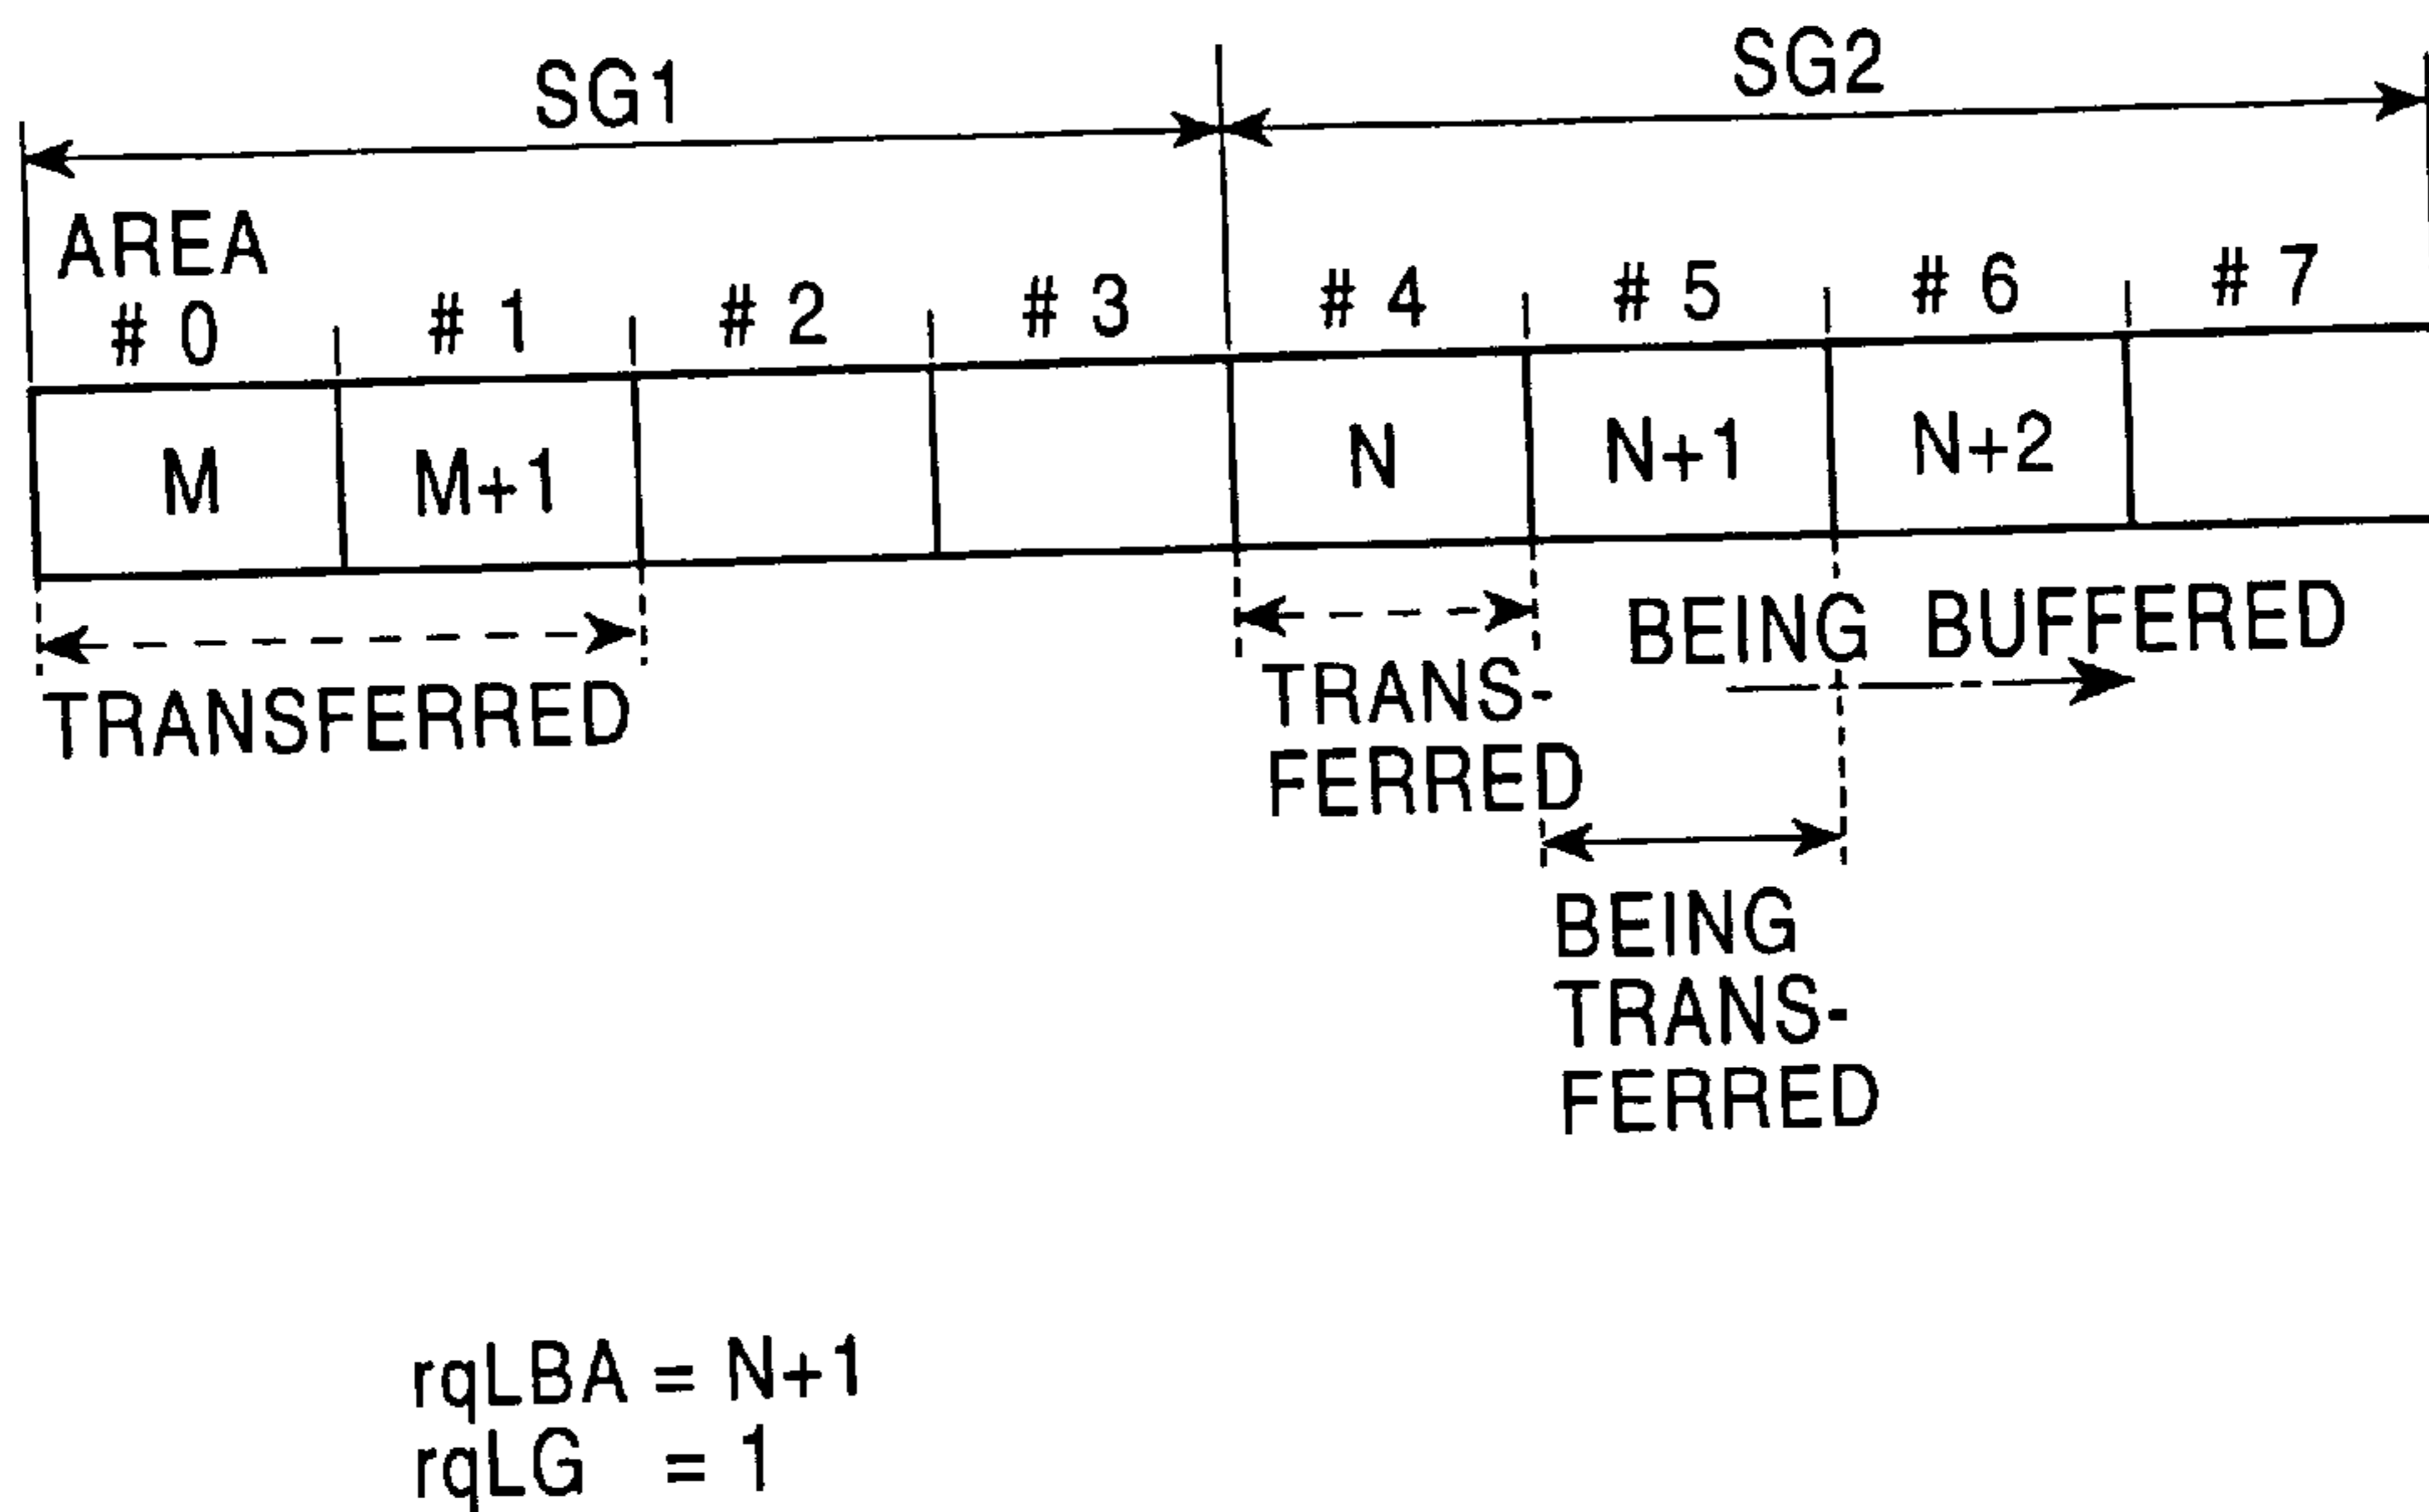 SG1 SG2
AREA
# 0 # 1 # 2 # 3 # 4 # 5 # 6 # 7
M M+1 N N+1 N+2
TRANSFERRED
TRANS-
FERRED
BEING BUFFERED
BEING
TRANS-
FERRED
rqLBA = N+1
rqLG = 1